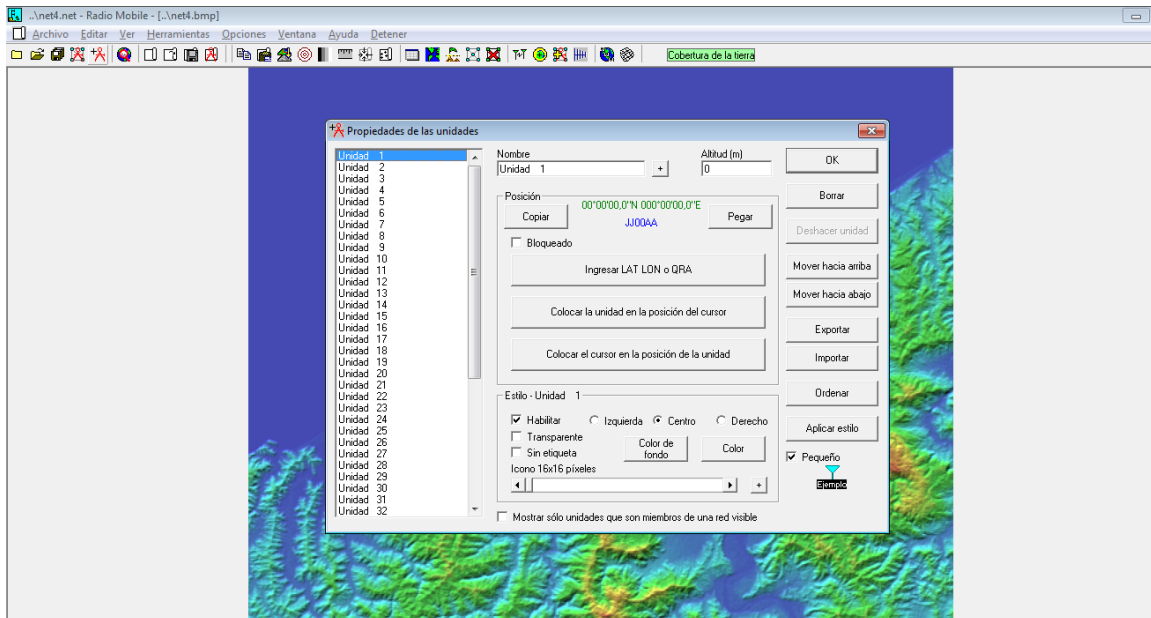 ..\net4.net - Radio Mobile - [..\net4.bmp]
Archivo Editar Ver Herramientas Opciones Ventana Ayuda Detener
Cobertura de la tierra
Propiedades de las unidades
Unidad 1
Unidad 2
Unidad 3
Unidad 4
Unidad 5
Unidad 6
Unidad 7
Unidad 8
Unidad 9
Unidad 10
Unidad 11
Unidad 12
Unidad 13
Unidad 14
Unidad 15
Unidad 16
Unidad 17
Unidad 18
Unidad 19
Unidad 20
Unidad 21
Unidad 22
Unidad 23
Unidad 24
Unidad 25
Unidad 26
Unidad 27
Unidad 28
Unidad 29
Unidad 30
Unidad 31
Unidad 32
Nombre Altitud (m)
Unidad 1 + 0
Posición
Copiar 00°00'00,0"N 000°00'00,0"E Pegar
JJ00AA
Bloqueado
Ingresar LAT LON o QRA
Colocar la unidad en la posición del cursor
Colocar el cursor en la posición de la unidad
Estilo - Unidad 1
Habilitar Izquierda Centro Derecho
Transparente
Sin etiqueta
Color de fondo Color
Icono 16x16 píxeles
+
Mostrar sólo unidades que son miembros de una red visible
OK
Borrar
Deshacer unidad
Mover hacia arriba
Mover hacia abajo
Exportar
Importar
Ordenar
Aplicar estilo
Pequeño
Ejemplo